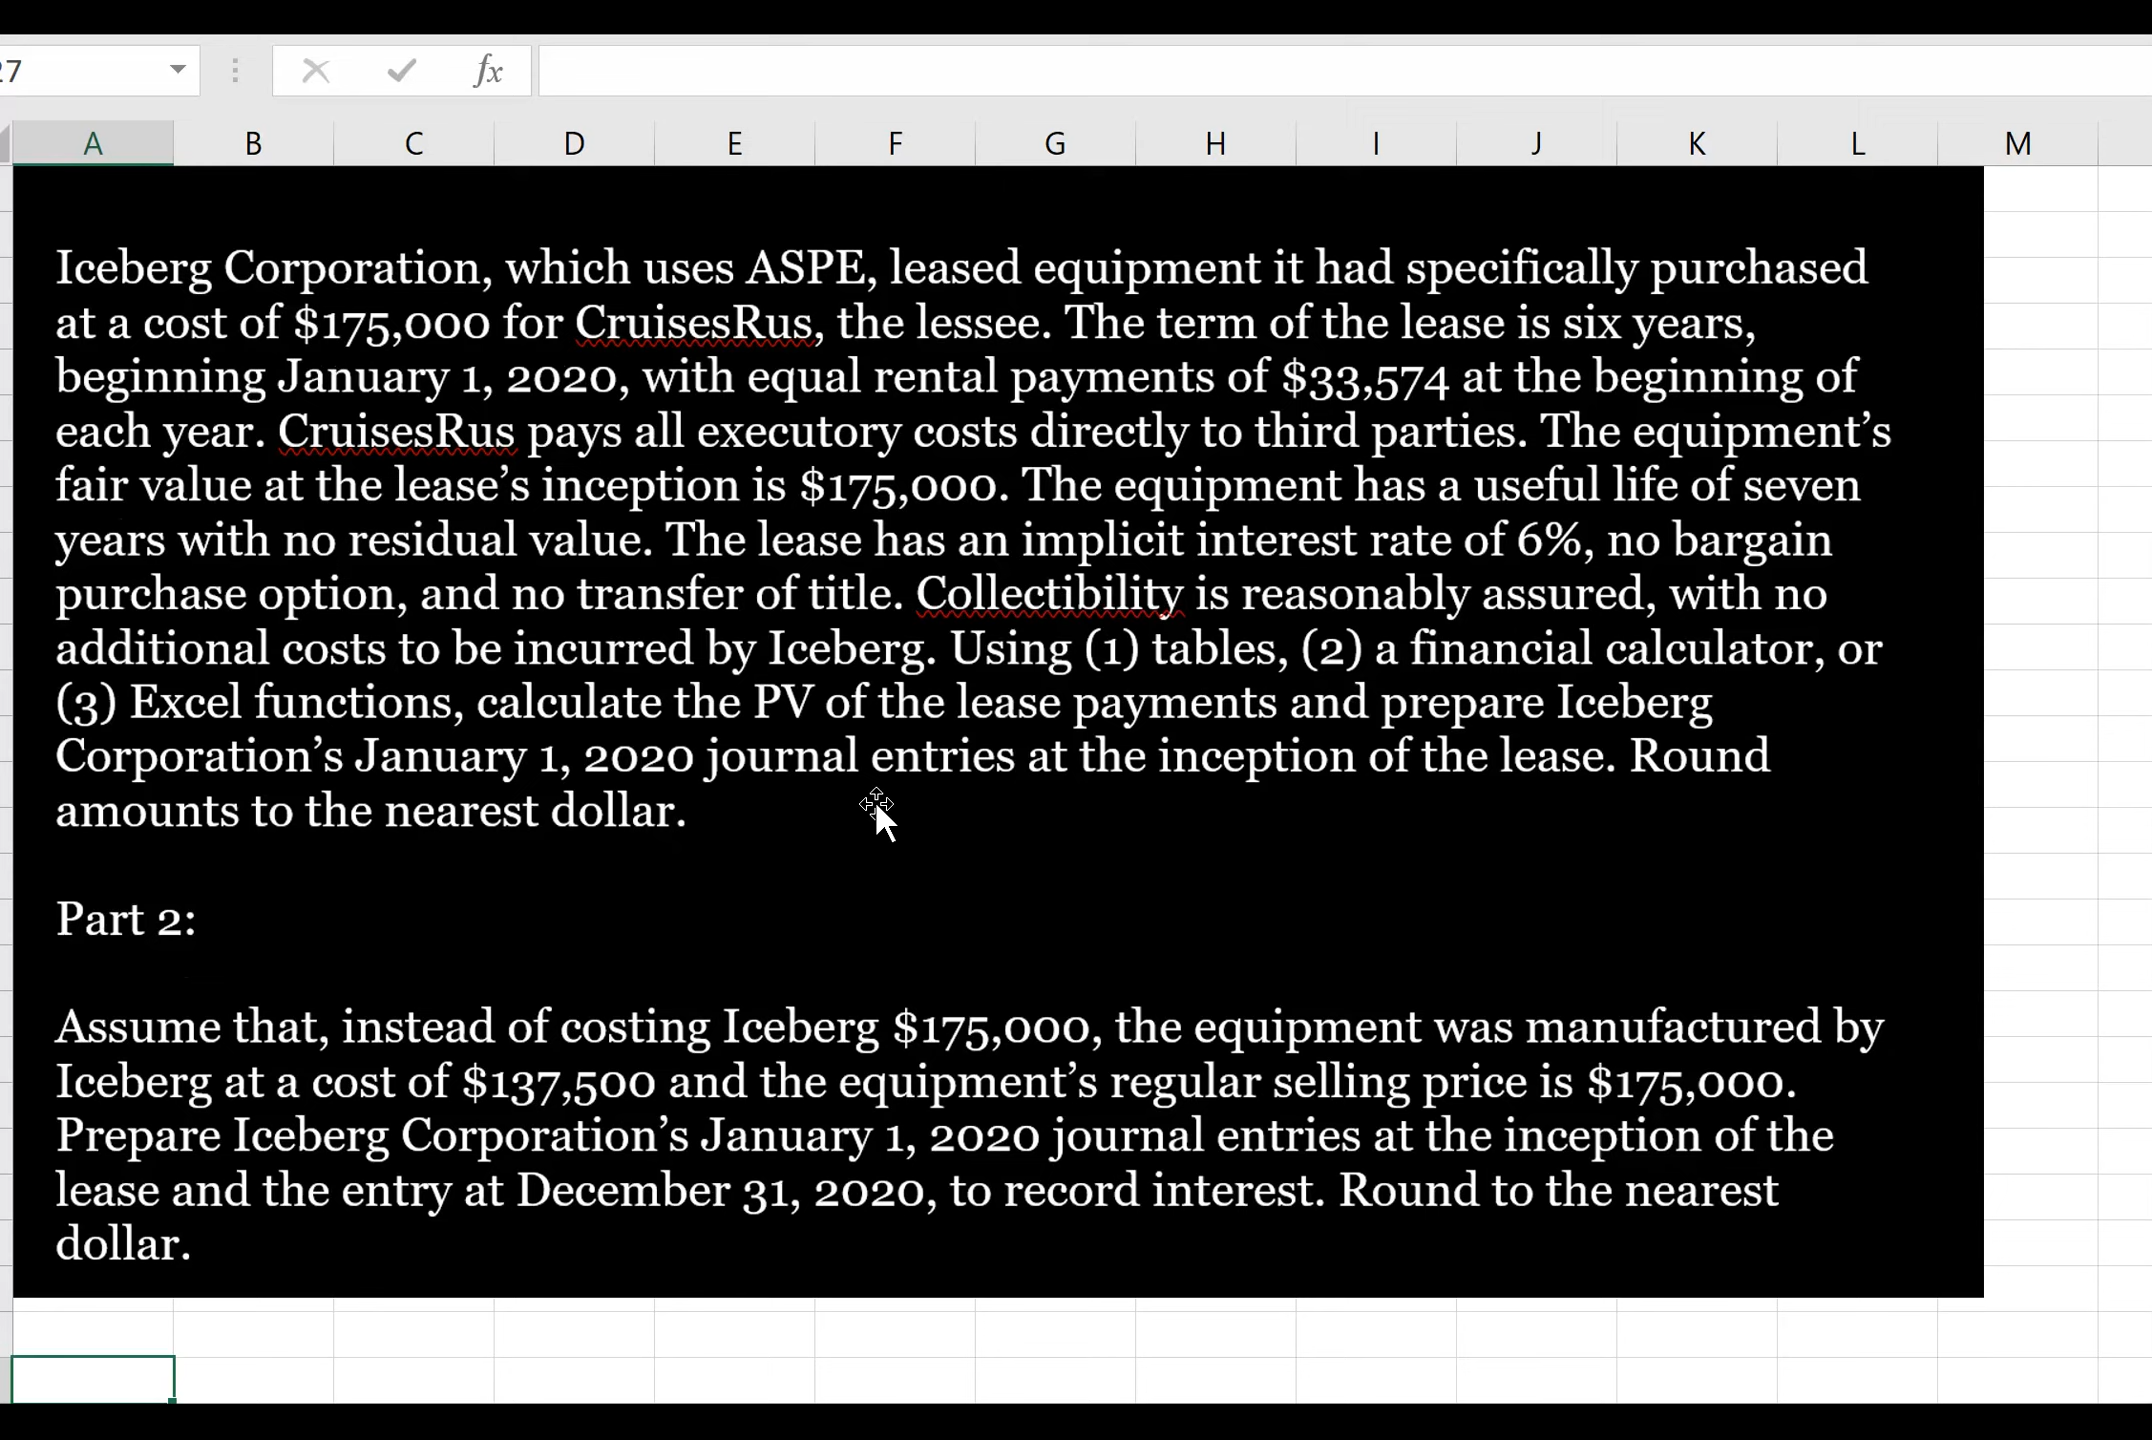 27
fx
A B C D E F G H I J K L M
Iceberg Corporation, which uses ASPE, leased equipment it had specifically purchased
at a cost of $175,000 for CruisesRus, the lessee. The term of the lease is six years,
beginning January 1, 2020, with equal rental payments of $33,574 at the beginning of
each year. CruisesRus pays all executory costs directly to third parties. The equipment’s
fair value at the lease’s inception is $175,000. The equipment has a useful life of seven
years with no residual value. The lease has an implicit interest rate of 6%, no bargain
purchase option, and no transfer of title. Collectibility is reasonably assured, with no
additional costs to be incurred by Iceberg. Using (1) tables, (2) a financial calculator, or
(3) Excel functions, calculate the PV of the lease payments and prepare Iceberg
Corporation’s January 1, 2020 journal entries at the inception of the lease. Round
amounts to the nearest dollar.
Part 2:
Assume that, instead of costing Iceberg $175,000, the equipment was manufactured by
Iceberg at a cost of $137,500 and the equipment’s regular selling price is $175,000.
Prepare Iceberg Corporation’s January 1, 2020 journal entries at the inception of the
lease and the entry at December 31, 2020, to record interest. Round to the nearest
dollar.